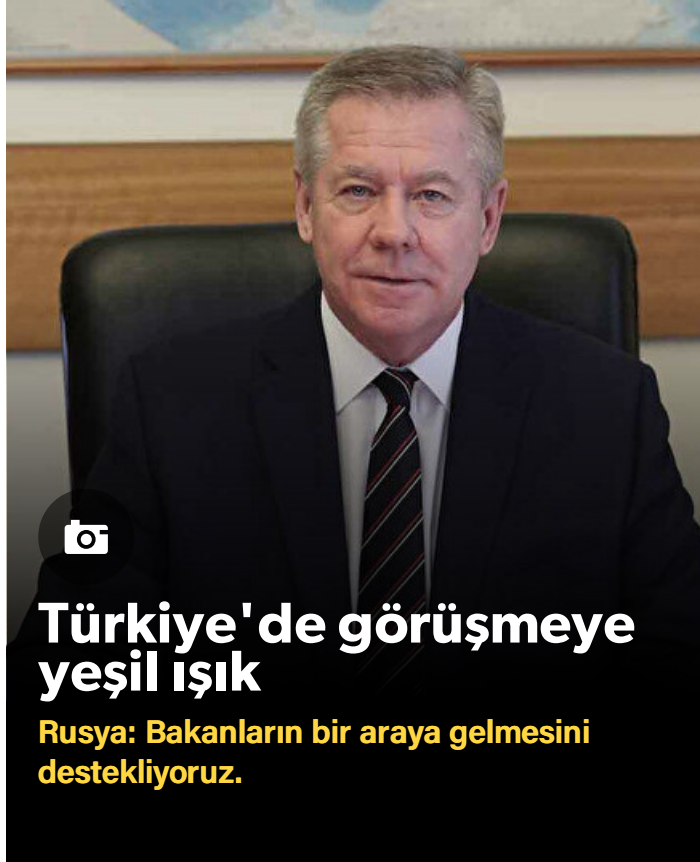 Türkiye'de görüşmeye
yeşil ışık
Rusya: Bakanların bir araya gelmesini
destekliyoruz.